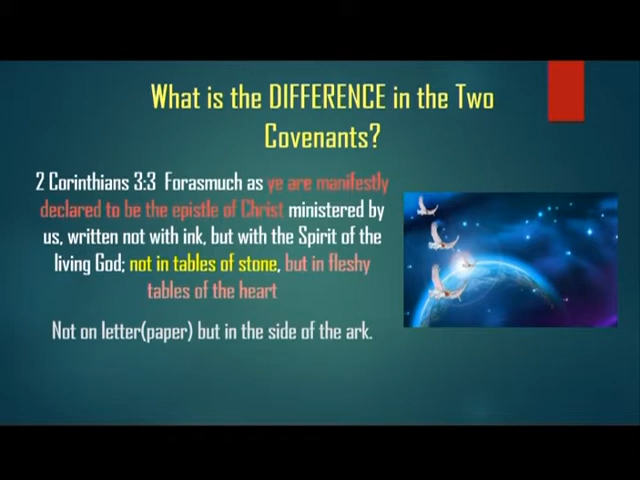 What is the DIFFERENCE in the Two
Covenants?
2 Corinthians 3:3 Forasmuch as ye are manifestly
declared to be the epistle of Christ ministered by
us, written not with ink, but with the Spirit of the
living God; not in tables of stone, but in fleshy
tables of the heart
Not on letter(paper) but in the side of the ark.